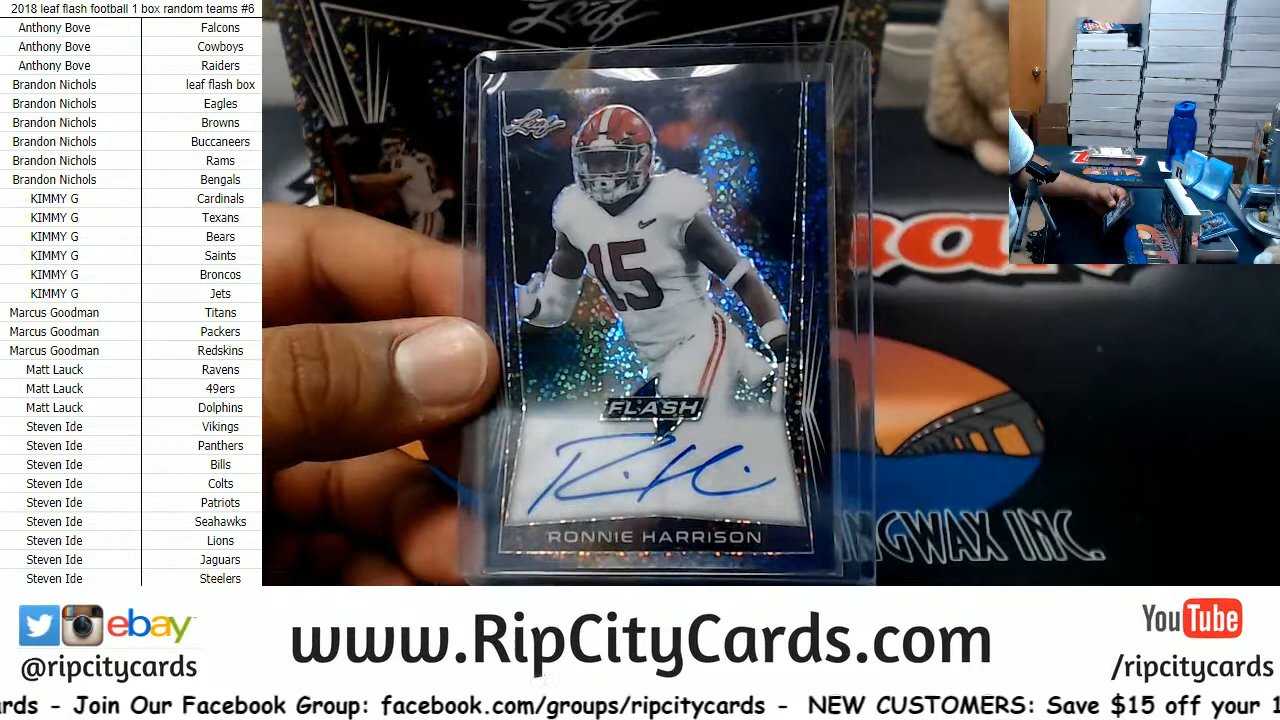 2018 leaf flash football 1 box random teams #6
Anthony Bove Falcons
Anthony Bove Cowboys
Anthony Bove Raiders
Brandon Nichols leaf flash box
Brandon Nichols Eagles
Brandon Nichols Browns
Brandon Nichols Buccaneers
Brandon Nichols Rams
Brandon Nichols Bengals
KIMMY G Cardinals
KIMMY G Texans
KIMMY G Bears
KIMMY G Saints
KIMMY G Broncos
KIMMY G Jets
Marcus Goodman Titans
Marcus Goodman Packers
Marcus Goodman Redskins
Matt Lauck Ravens
Matt Lauck 49ers
Matt Lauck Dolphins
Steven Ide Vikings
Steven Ide Panthers
Steven Ide Bills
Steven Ide Colts
Steven Ide Patriots
Steven Ide Seahawks
Steven Ide Lions
Steven Ide Jaguars
Steven Ide Steelers
Leaf
Leaf
15
FLASH
RONNIE HARRISON
NGWAX INC.
ebay
@ripcitycards
www.RipCityCards.com
YouTube
/ripcitycards
rds - Join Our Facebook Group: facebook.com/groups/ripcitycards - NEW CUSTOMERS: Save $15 off your 1